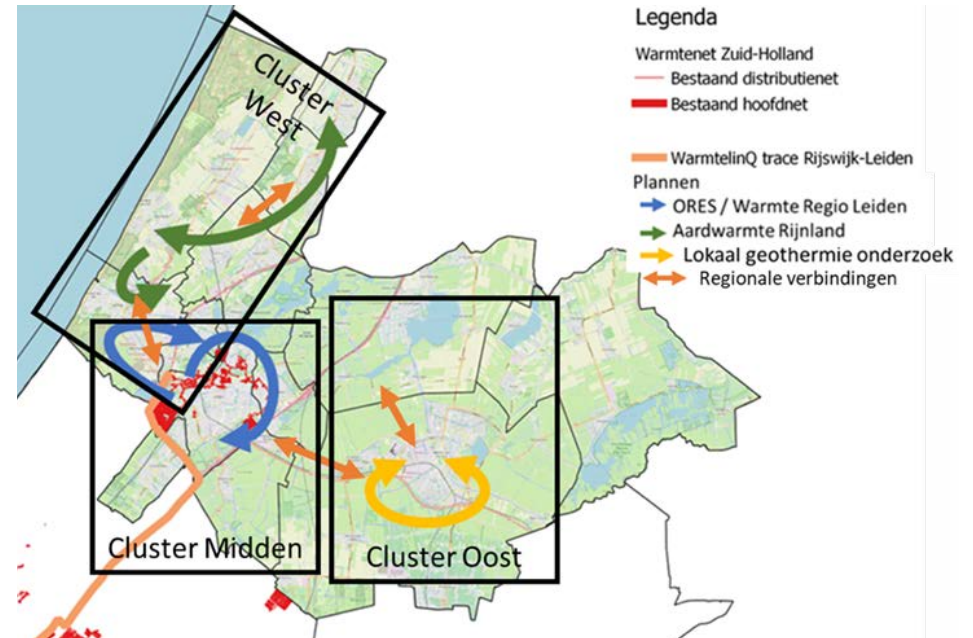 Cluster
West
Cluster Midden
Cluster Oost
Legenda
Warmtenet Zuid-Holland
Bestaand distributienet
Bestaand hoofdnet
WarmtelinQ trace Rijswijk-Leiden
Plannen
ORES / Warmte Regio Leiden
Aardwarmte Rijnland
Lokaal geothermie onderzoek
Regionale verbindingen